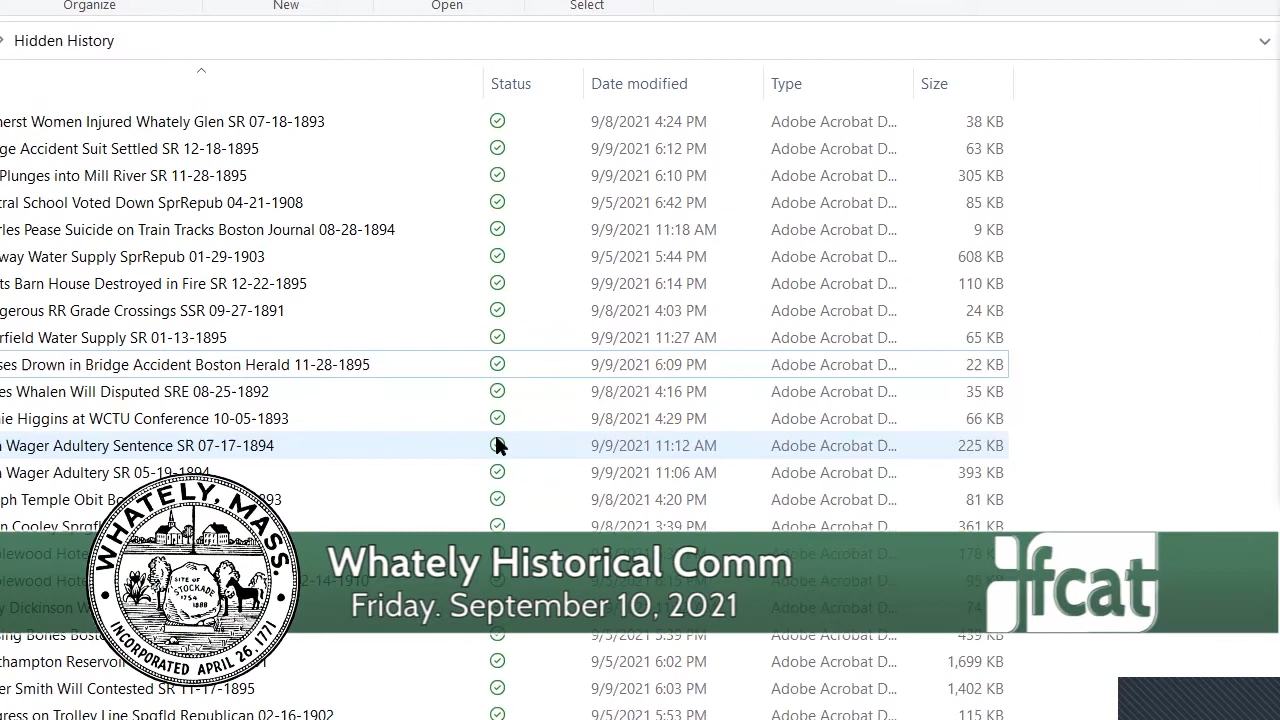 Organize New Open Select
Hidden History
Status Date modified Type Size
nerst Women Injured Whately Glen SR 07-18-1893 9/8/2021 4:24 PM Adobe Acrobat D... 38 KB
ge Accident Suit Settled SR 12-18-1895 9/9/2021 6:12 PM Adobe Acrobat D... 63 KB
Plunges into Mill River SR 11-28-1895 9/9/2021 6:10 PM Adobe Acrobat D... 305 KB
tral School Voted Down SprRepub 04-21-1908 9/5/2021 6:42 PM Adobe Acrobat D... 85 KB
rles Pease Suicide on Train Tracks Boston Journal 08-28-1894 9/9/2021 11:18 AM Adobe Acrobat D... 9 KB
way Water Supply SprRepub 01-29-1903 9/5/2021 5:44 PM Adobe Acrobat D... 608 KB
ts Barn House Destroyed in Fire SR 12-22-1895 9/9/2021 6:14 PM Adobe Acrobat D... 110 KB
gerous RR Grade Crossings SSR 09-27-1891 9/8/2021 4:03 PM Adobe Acrobat D... 24 KB
rfield Water Supply SR 01-13-1895 9/9/2021 11:27 AM Adobe Acrobat D... 65 KB
ses Drown in Bridge Accident Boston Herald 11-28-1895 9/9/2021 6:09 PM Adobe Acrobat D... 22 KB
es Whalen Will Disputed SRE 08-25-1892 9/8/2021 4:16 PM Adobe Acrobat D... 35 KB
ie Higgins at WCTU Conference 10-05-1893 9/8/2021 4:29 PM Adobe Acrobat D... 66 KB
n Wager Adultery Sentence SR 07-17-1894 9/9/2021 11:12 AM Adobe Acrobat D... 225 KB
n Wager Adultery SR 05-19-1894 9/9/2021 11:06 AM Adobe Acrobat D... 393 KB
ph Temple Obit Bo 893 9/8/2021 4:20 PM Adobe Acrobat D... 81 KB
n Cooley Sprgfl 9/8/2021 3:39 PM Adobe Acrobat D... 361 KB
WHATELY, MASS.
SITE OF
STOCKADE
1754
1888
INCORPORATED APRIL 26, 1771
Whately Historical Comm
Friday. September 10, 2021
fcat
thampton Reservoi 9/5/2021 6:02 PM Adobe Acrobat D... 1,699 KB
er Smith Will Contested SR 11-17-1895 9/9/2021 6:03 PM Adobe Acrobat D... 1,402 KB
gress on Trolley Line Spgfld Republican 02-16-1902 9/5/2021 5:53 PM Adobe Acrobat D... 115 KB